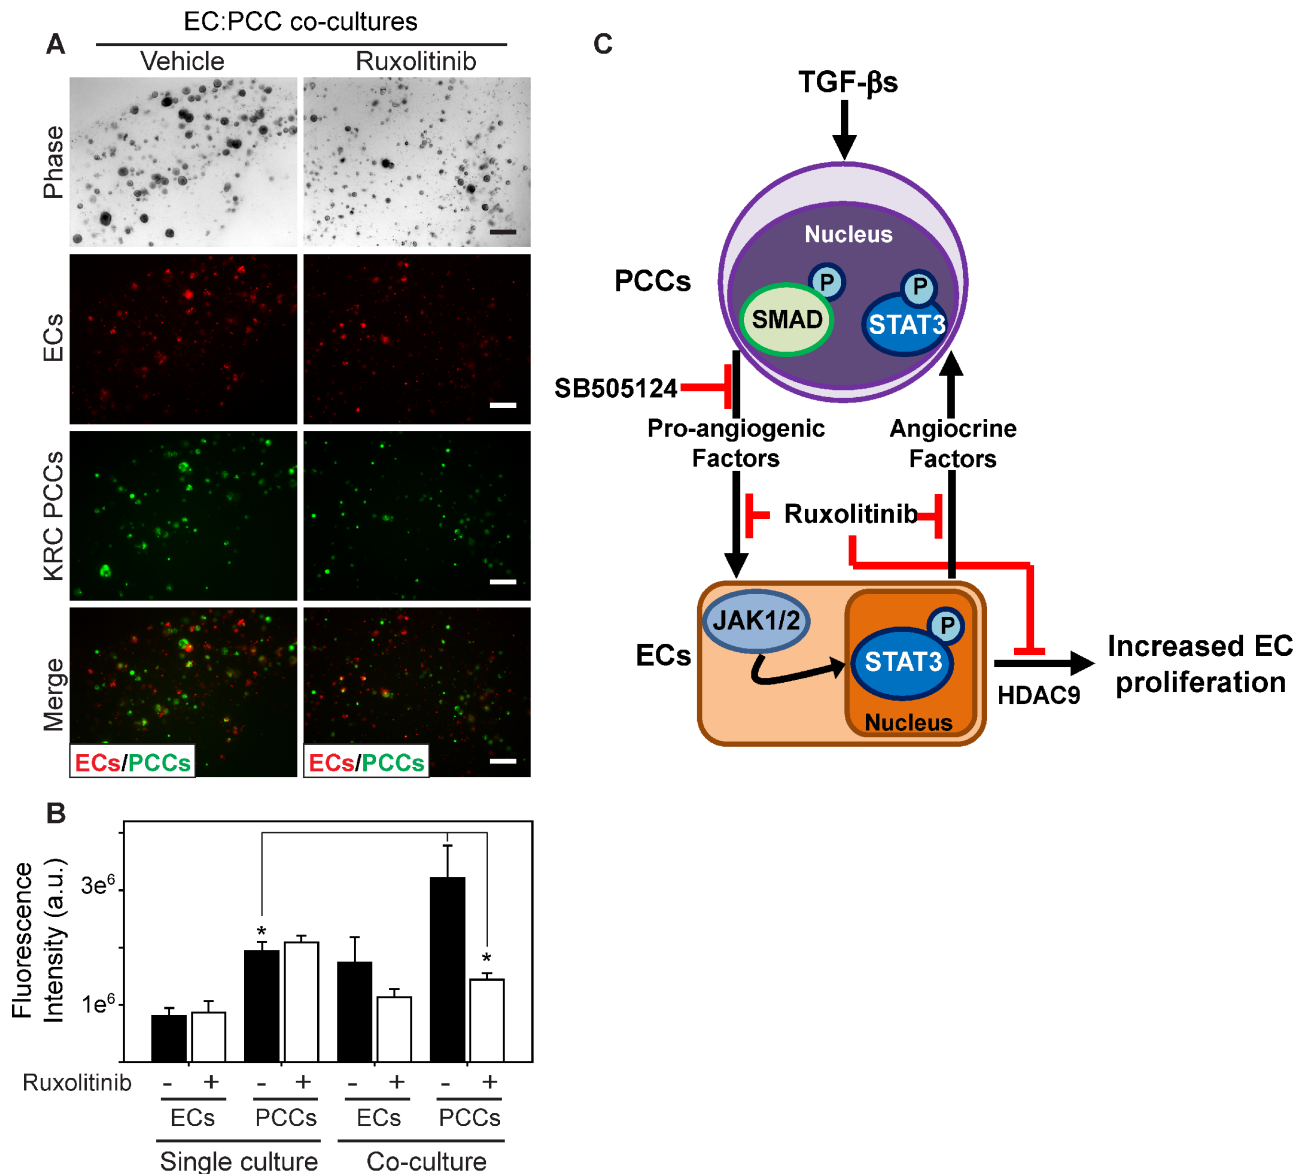 A
EC:PCC co-cultures
Vehicle
Ruxolitinib
Phase
ECs
KRC PCCs
Merge
ECs/PCCs
ECs/PCCs
B
Fluorescence
Intensity (a.u.)
3e6
1e6
*
*
Ruxolitinib
- + - + - + - +
ECs PCCs ECs PCCs
Single culture Co-culture
C
TGF-βs
PCCs
Nucleus
P
P
SMAD
STAT3
SB505124
Pro-angiogenic
Factors
Angiocrine
Factors
Ruxolitinib
ECs
JAK1/2
P
STAT3
Nucleus
HDAC9
Increased EC
proliferation